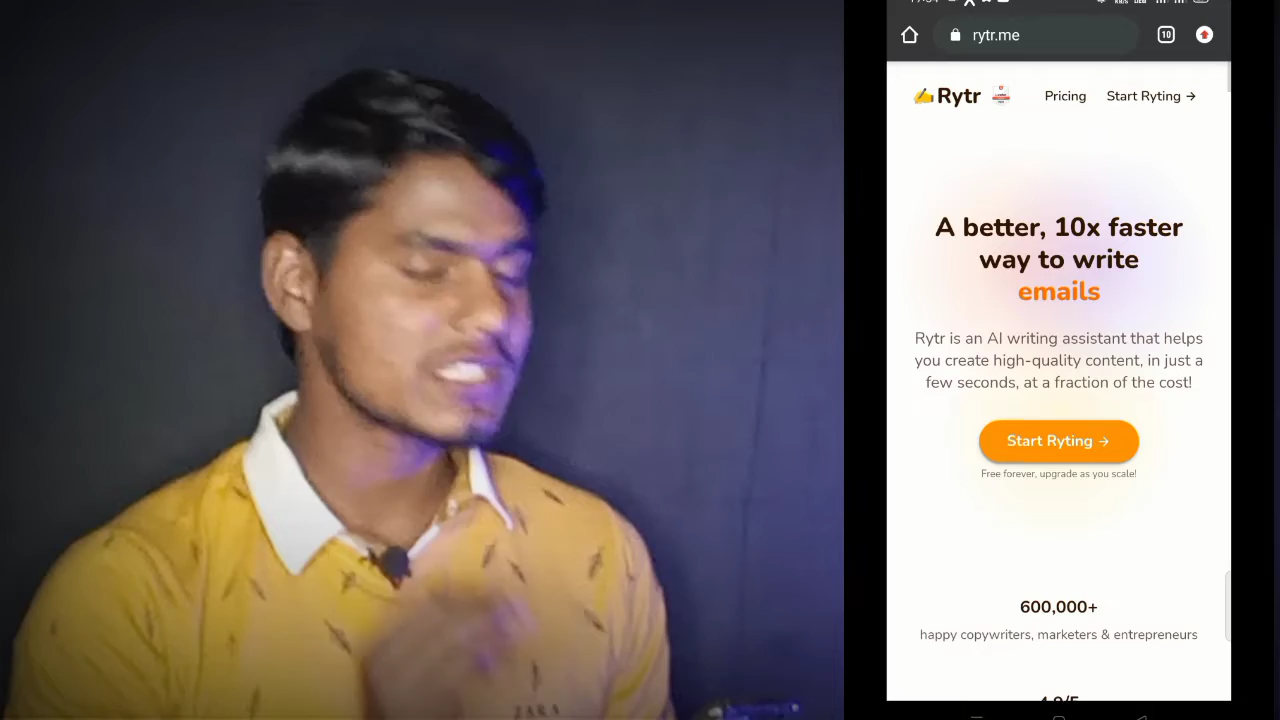 rytr.me
10
Rytr
Pricing
Start Ryting →
A better, 10x faster
way to write
emails
Rytr is an AI writing assistant that helps
you create high-quality content, in just a
few seconds, at a fraction of the cost!
Start Ryting →
Free forever, upgrade as you scale!
600,000+
happy copywriters, marketers & entrepreneurs
ZARA